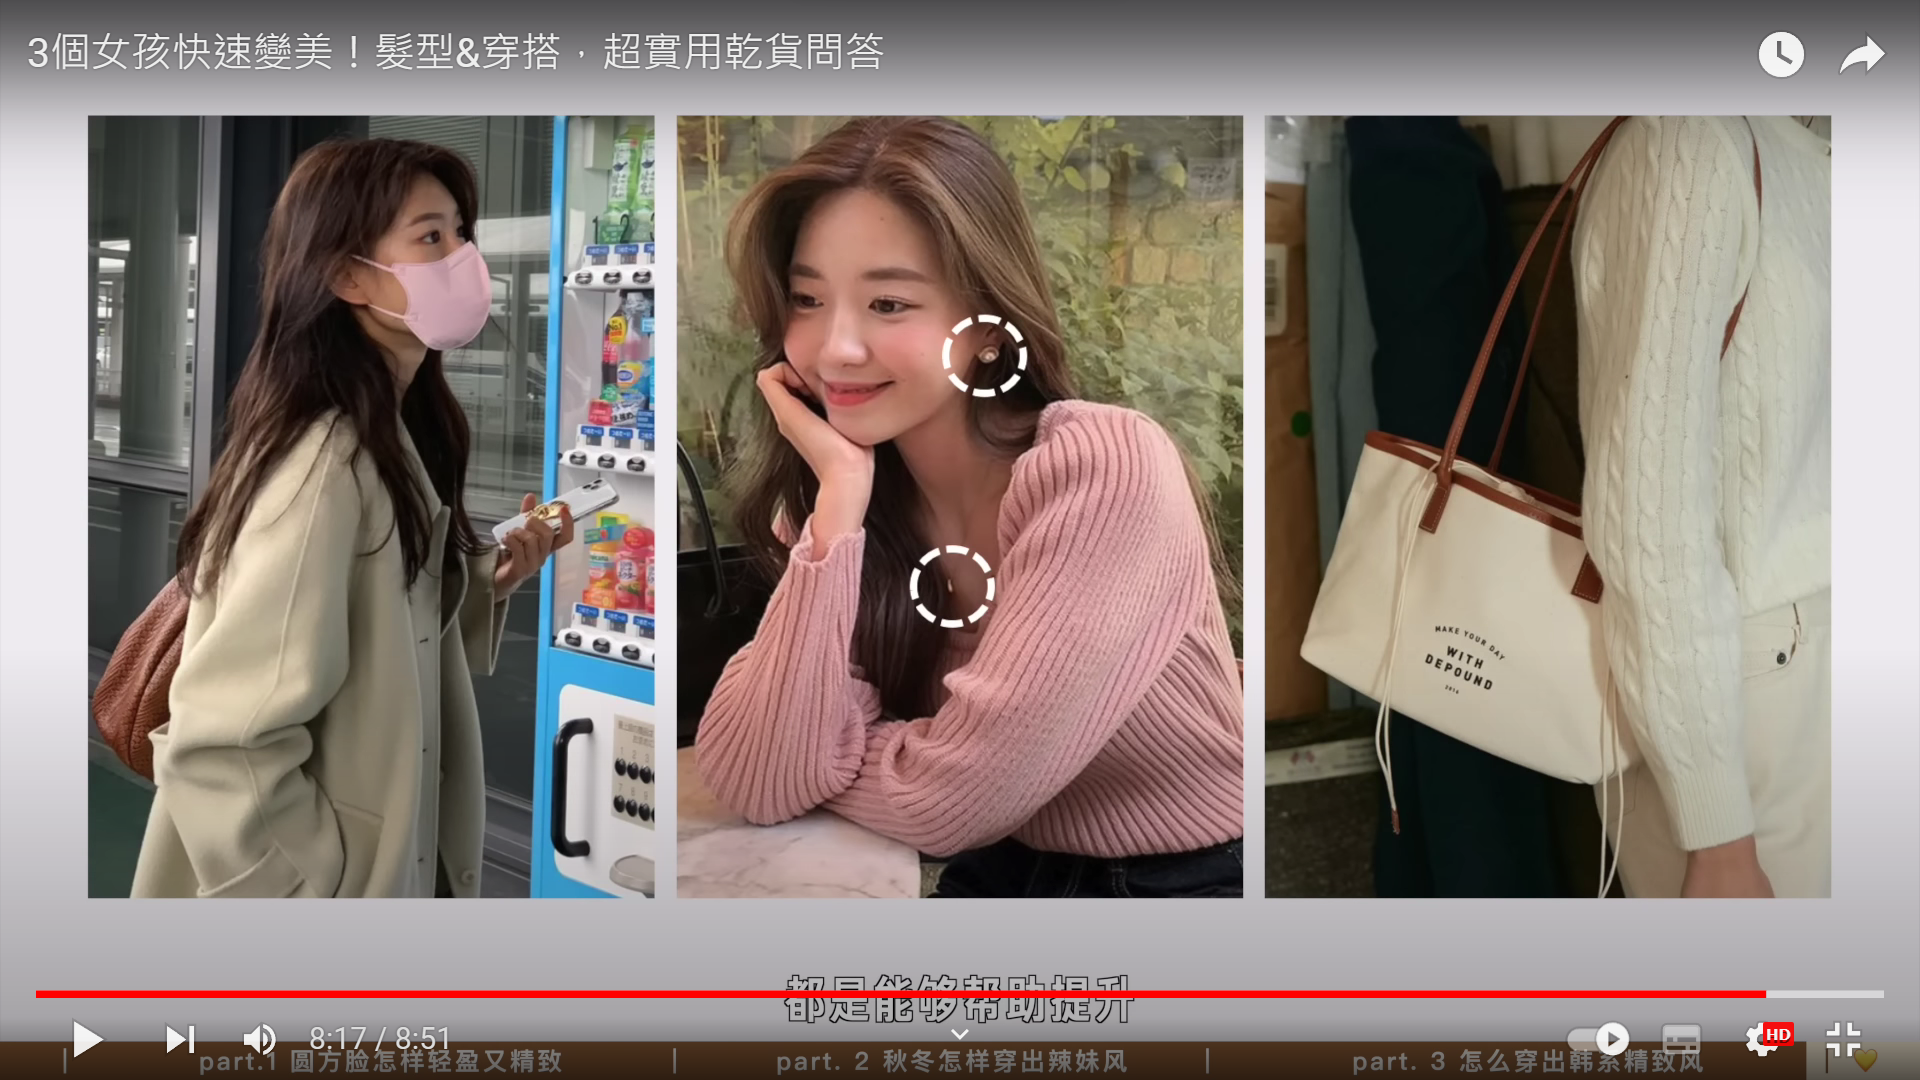 3個女孩快速變美！髮型&穿搭，超實用乾貨問答
MAKE YOUR DAY
WITH
DEPOUND
2016
都是能够帮助提升
8:17 / 8:51
HD
part.1 圆方脸怎样轻盈又精致
part. 2 秋冬怎样穿出辣妹风
part. 3 怎么穿出韩系精致风